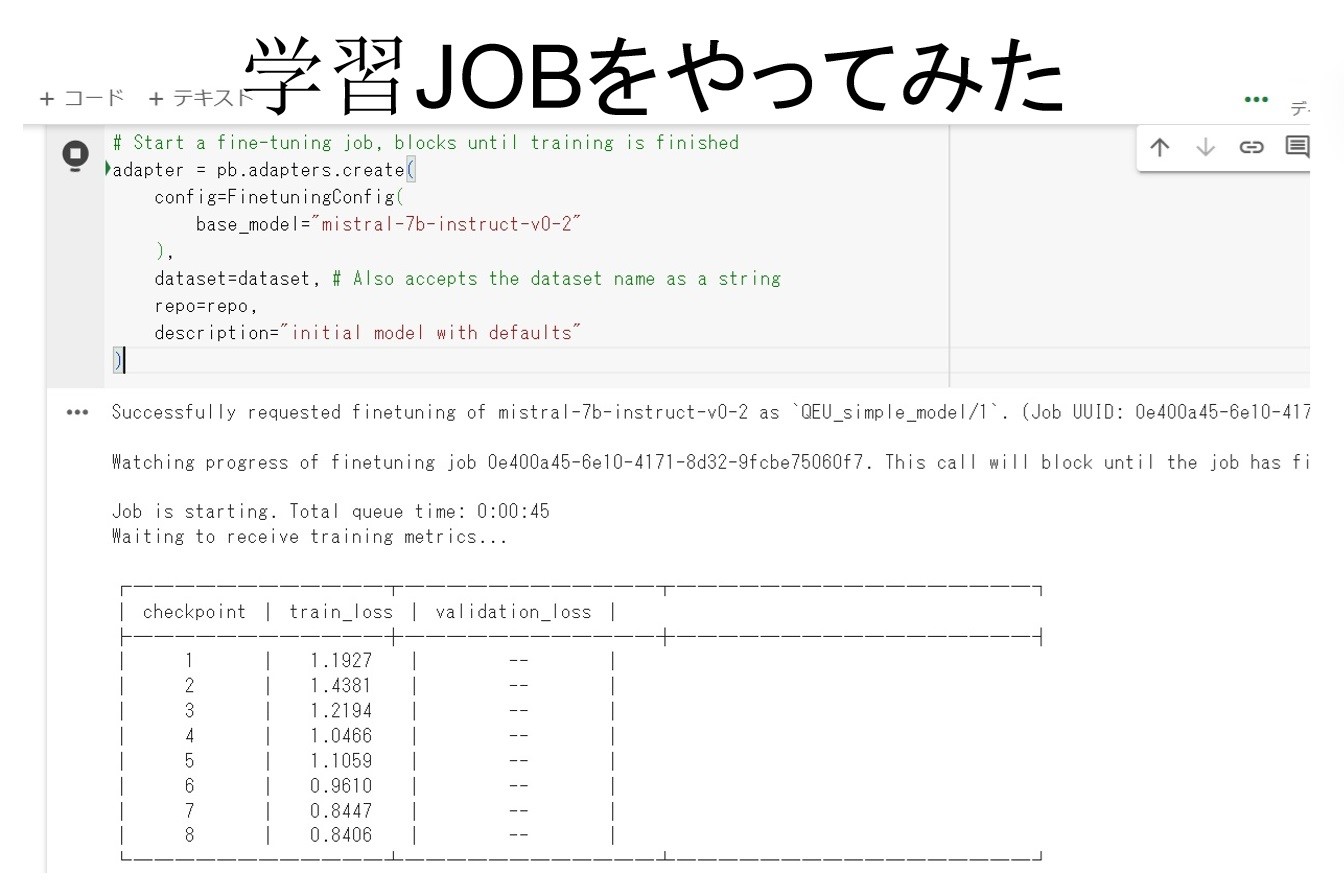 学習JOBをやってみた
+ コード + テキスト
# Start a fine-tuning job, blocks until training is finished
adapter = pb.adapters.create(
config=FinetuningConfig(
base_model="mistral-7b-instruct-v0-2"
),
dataset=dataset, # Also accepts the dataset name as a string
repo=repo,
description="initial model with defaults"
)
Successfully requested finetuning of mistral-7b-instruct-v0-2 as `QEU_simple_model/1`. (Job UUID: 0e400a45-6e10-417
Watching progress of finetuning job 0e400a45-6e10-4171-8d32-9fcbe75060f7. This call will block until the job has fi
Job is starting. Total queue time: 0:00:45
Waiting to receive training metrics...
| checkpoint | train_loss | validation_loss |
| 1 | 1.1927 | -- |
| 2 | 1.4381 | -- |
| 3 | 1.2194 | -- |
| 4 | 1.0466 | -- |
| 5 | 1.1059 | -- |
| 6 | 0.9610 | -- |
| 7 | 0.8447 | -- |
| 8 | 0.8406 | -- |